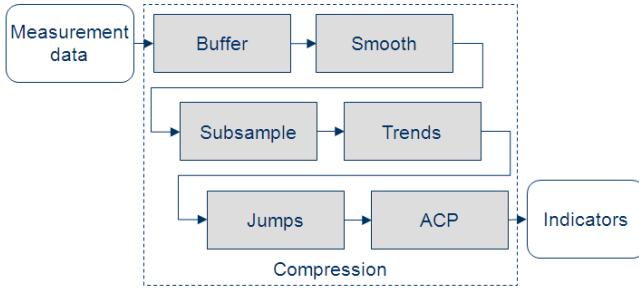 Measurement
data
Buffer
Smooth
Subsample
Trends
Jumps
ACP
Indicators
Compression